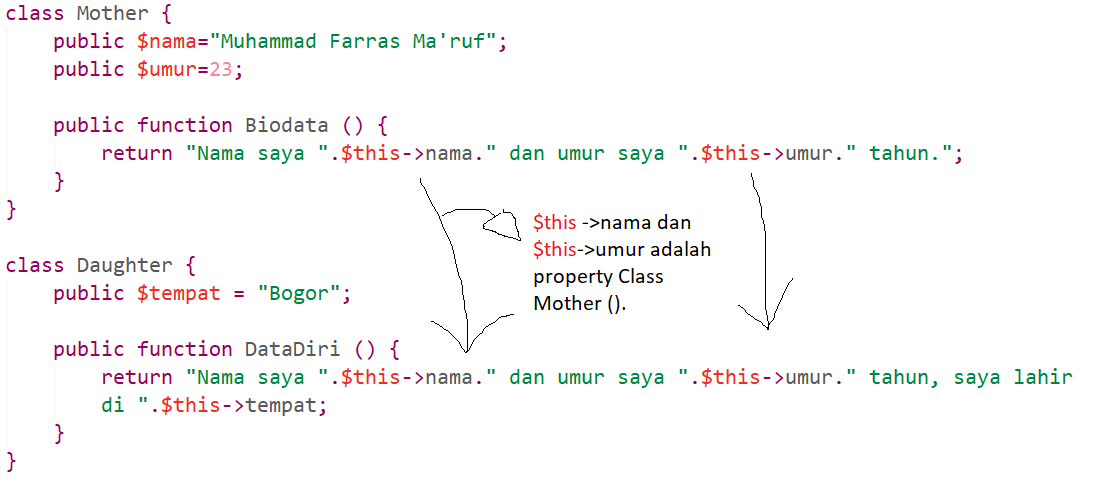 class Mother {
    public $nama="Muhammad Farras Ma'ruf";
    public $umur=23;
    public function Biodata () {
        return "Nama saya ".$this->nama." dan umur saya ".$this->umur." tahun.";
    }
}
$this ->nama dan
$this->umur adalah
property Class
Mother ().
class Daughter {
    public $tempat = "Bogor";
    public function DataDiri () {
        return "Nama saya ".$this->nama." dan umur saya ".$this->umur." tahun, saya lahir
        di ".$this->tempat;
    }
}